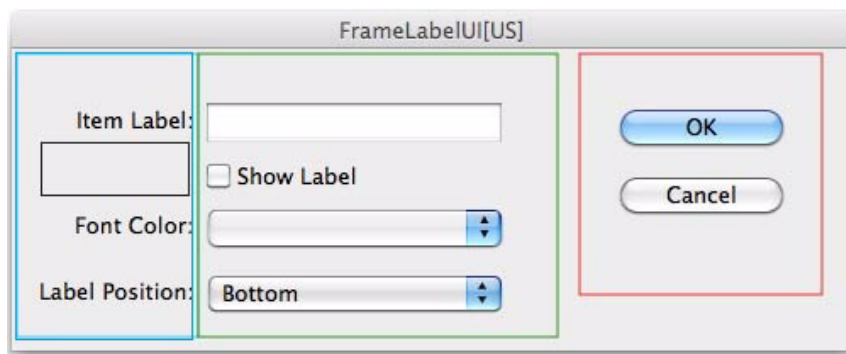 FrameLabelUI[US]
Item Label:
Show Label
Font Color:
Label Position: Bottom
OK
Cancel